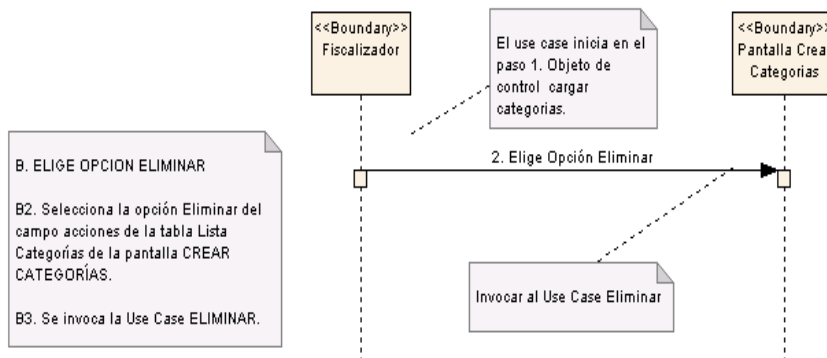 <<Boundary>>
Fiscalizador
El use case inicia en el
paso 1. Objeto de
control cargar
categorias.
<<Boundary>>
Pantalla Crea
Categorias
2. Elige Opción Eliminar
B. ELIGE OPCION ELIMINAR
B2. Selecciona la opción Eliminar del
campo acciones de la tabla Lista
Categorías de la pantalla CREAR
CATEGORÍAS.
B3. Se invoca la Use Case ELIMINAR.
Invocar al Use Case Eliminar